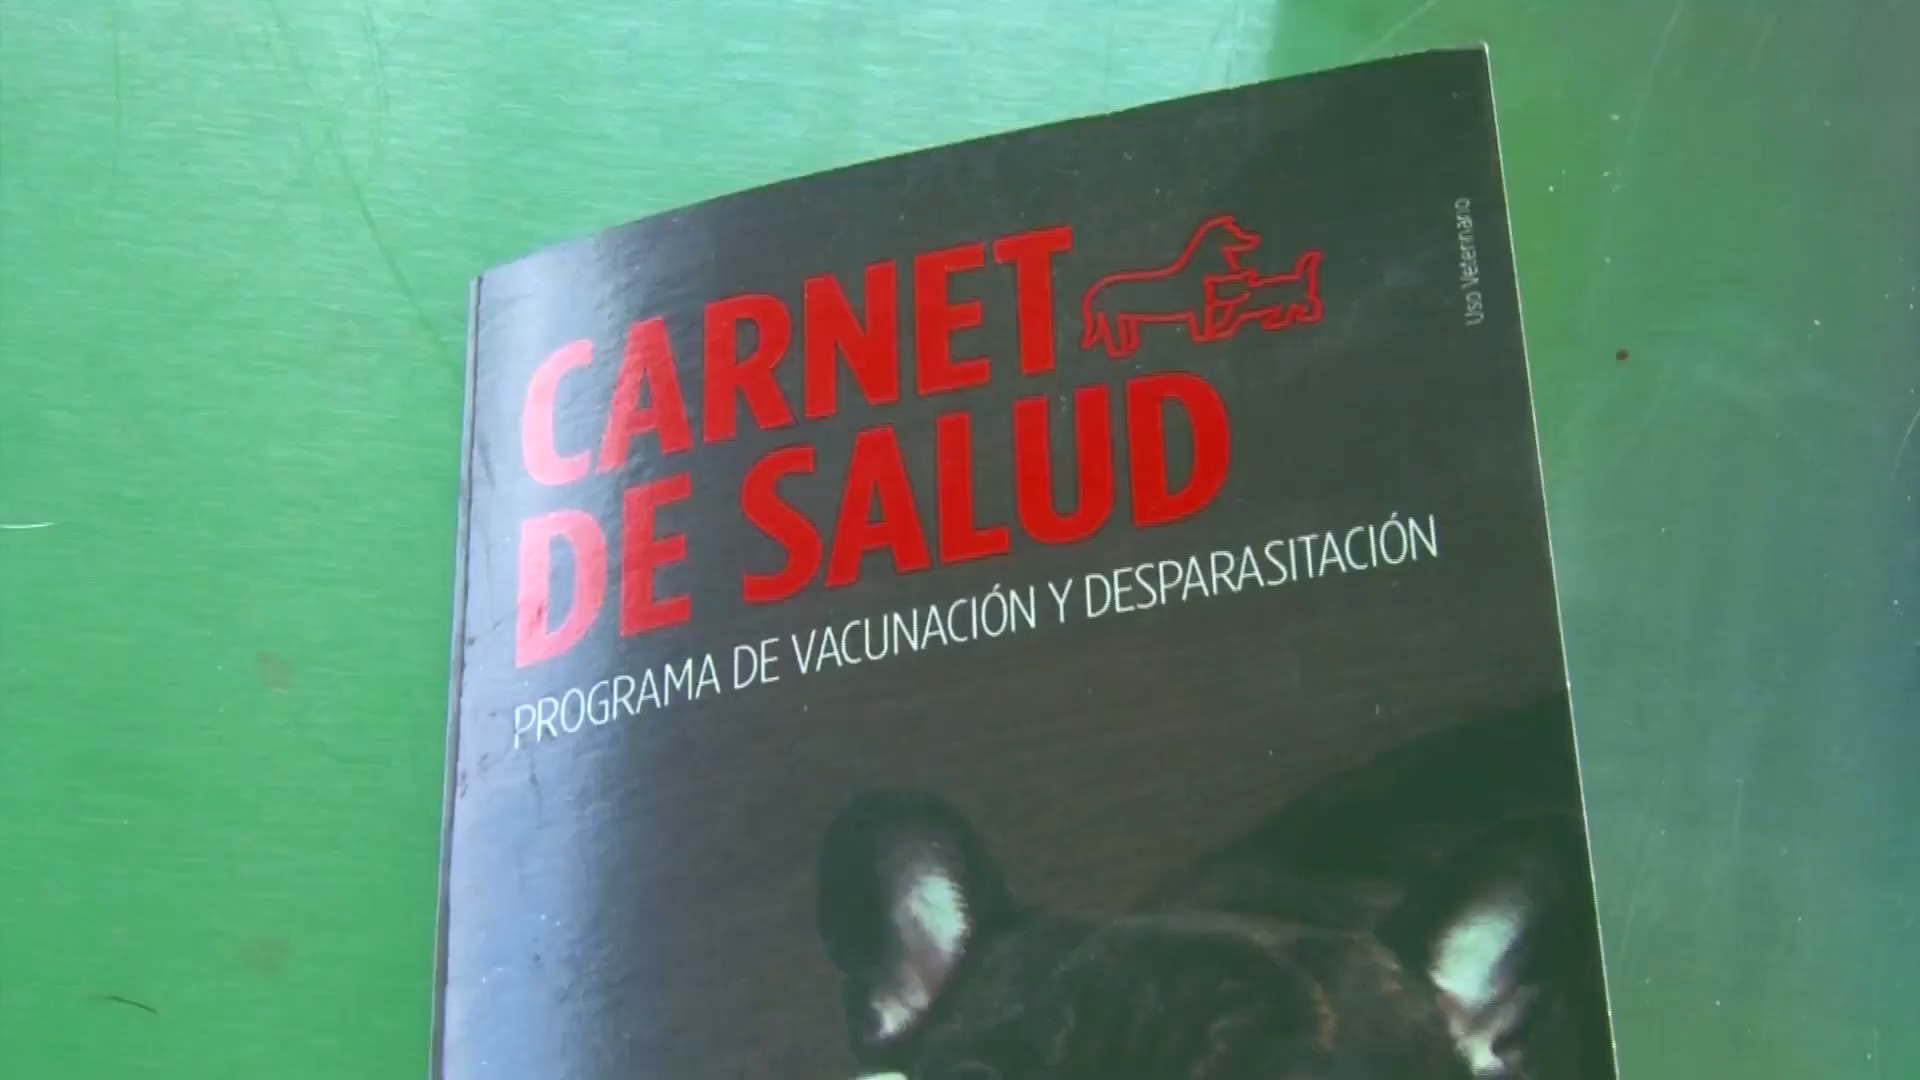 CARNET
DE SALUD
PROGRAMA DE VACUNACIÓN Y DESPARASITACIÓN
Uso Veterinario